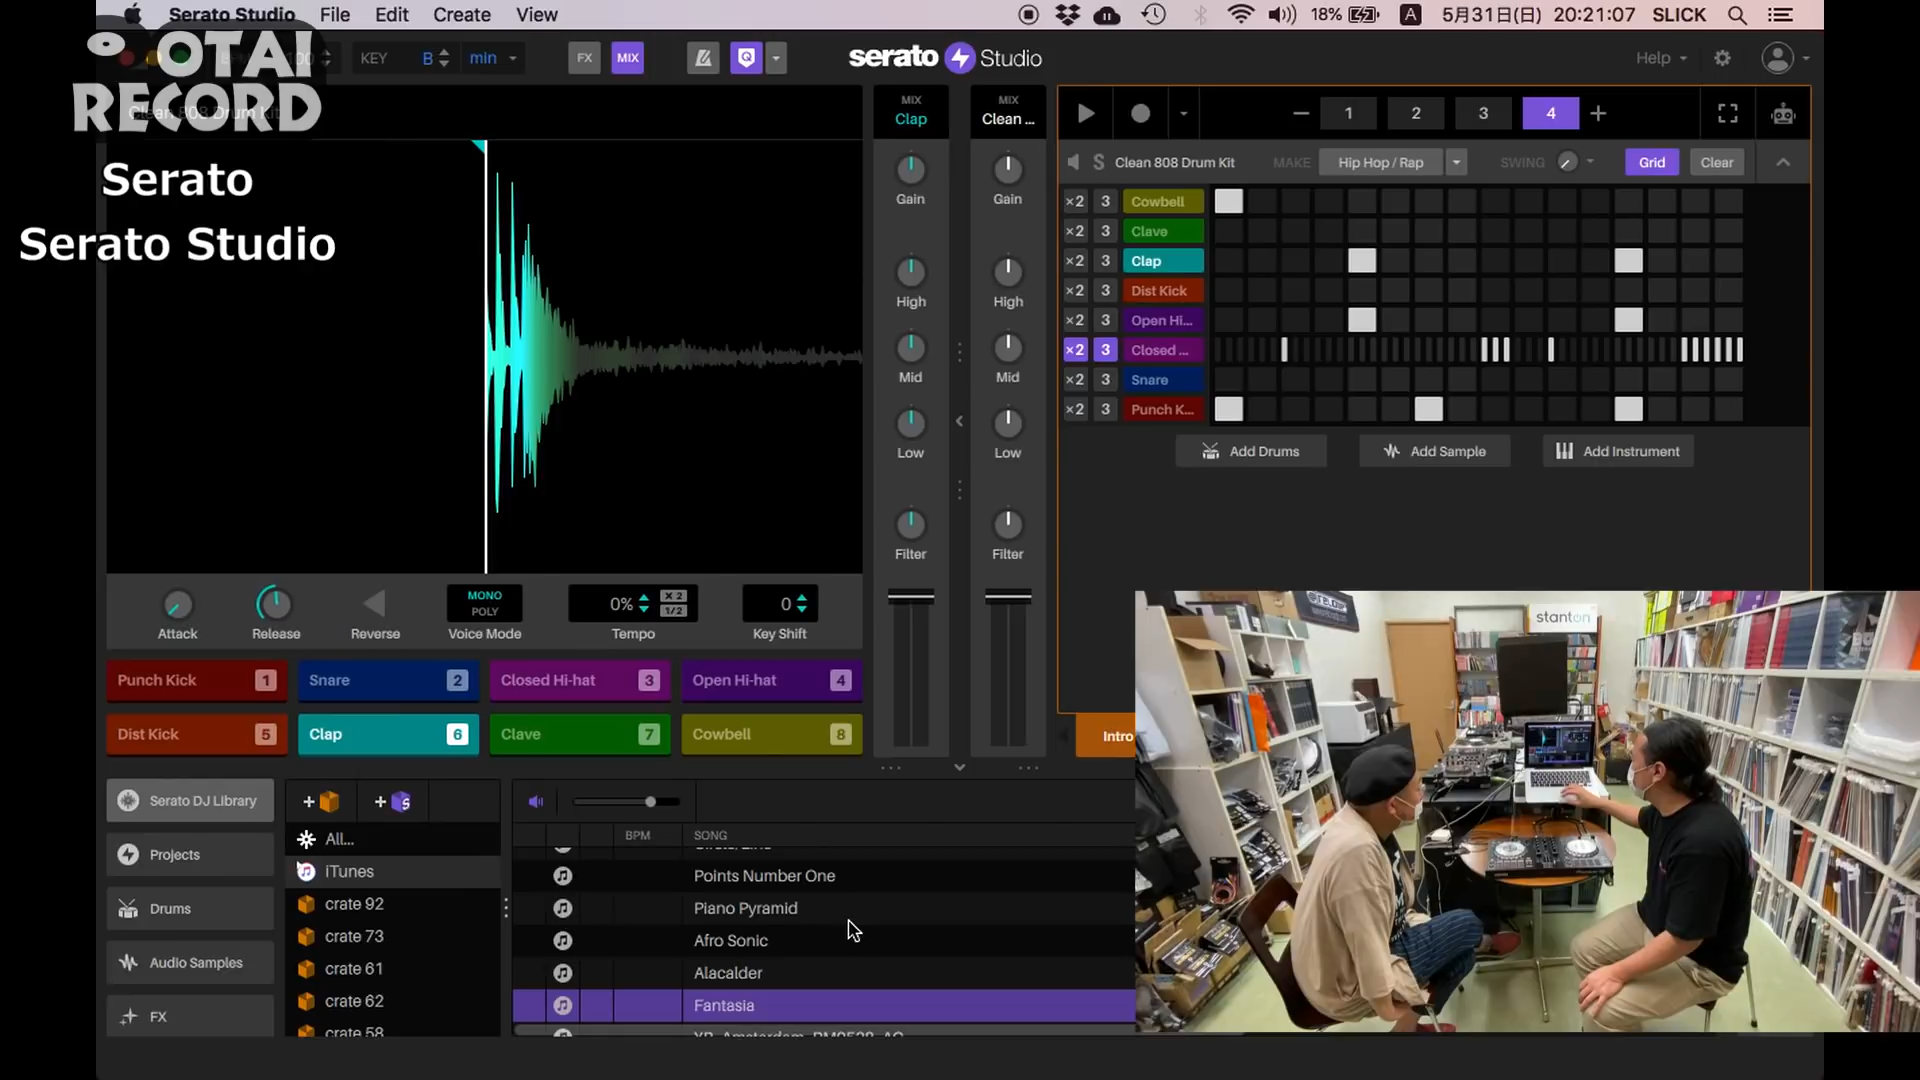 Serato Studio File Edit Create View 18% A 5月31日(日) 20:21:07 SLICK
OTAI
RECORD
Serato
Serato Studio
KEY B min FX MIX serato Studio Help
MIX
Clap
Gain
High
Mid
Low
Filter
MIX
Clean ...
Gain
High
Mid
Low
Filter
1 2 3 4
S Clean 808 Drum Kit MAKE Hip Hop / Rap SWING Grid Clear
×2 3 Cowbell
×2 3 Clave
×2 3 Clap
×2 3 Dist Kick
×2 3 Open Hi...
×2 3 Closed ...
×2 3 Snare
×2 3 Punch K...
Add Drums Add Sample Add Instrument
MONO
POLY
0% X 2
1/2
0
Attack Release Reverse Voice Mode Tempo Key Shift
Punch Kick 1 Snare 2 Closed Hi-hat 3 Open Hi-hat 4
Dist Kick 5 Clap 6 Clave 7 Cowbell 8
Intro
stanton
Serato DJ Library
Projects
Drums
Audio Samples
FX
All...
iTunes
crate 92
crate 73
crate 61
crate 62
crate 58
BPM SONG
Points Number One
Piano Pyramid
Afro Sonic
Alacalder
Fantasia